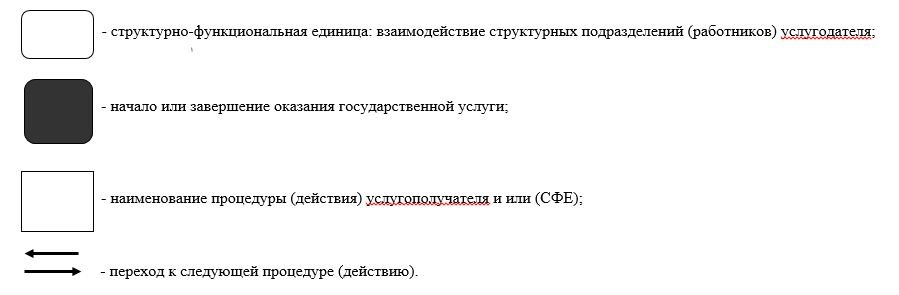 - структурно-функциональная единица: взаимодействие структурных подразделений (работников) услугодателя;
- начало или завершение оказания государственной услуги;
- наименование процедуры (действия) услугополучателя и или (СФЕ);
- переход к следующей процедуре (действию).